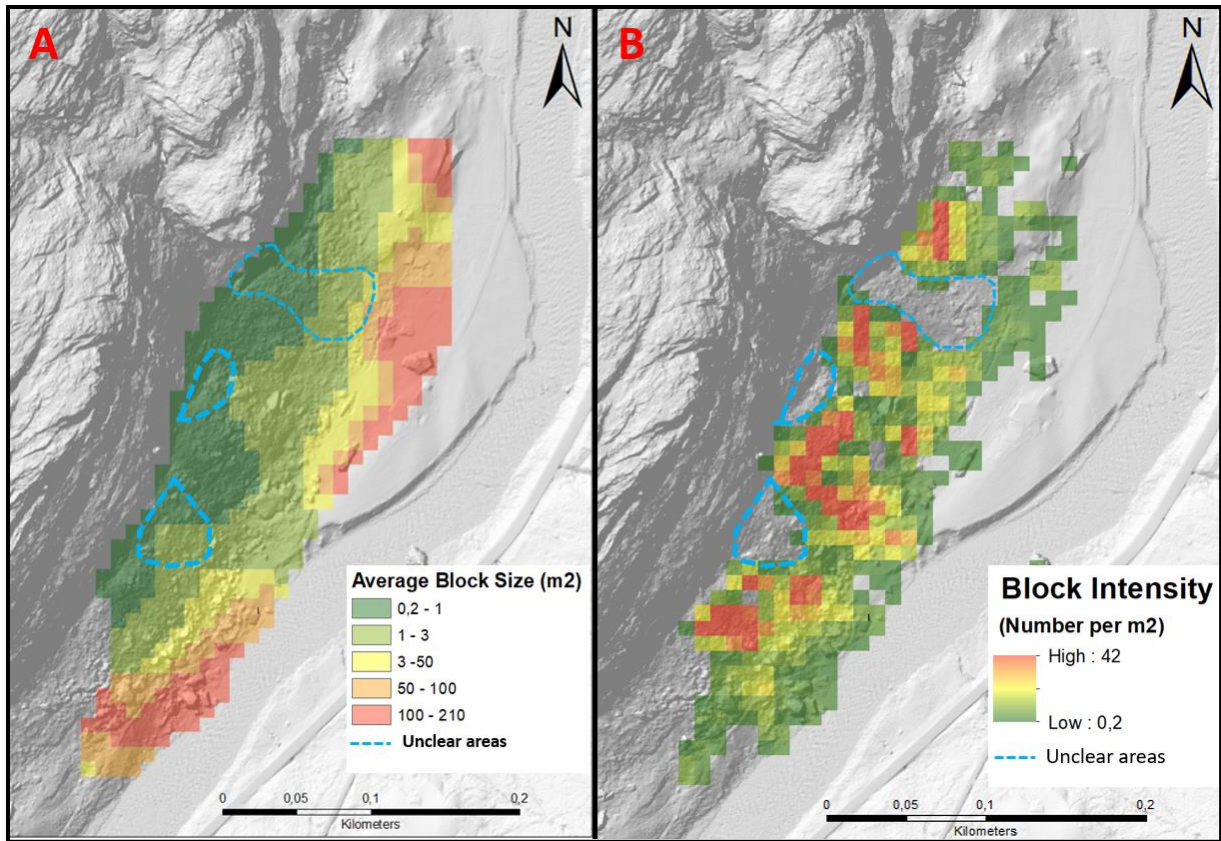 A
N
Average Block Size (m2)
0,2 - 1
1 - 3
3 -50
50 - 100
100 - 210
Unclear areas
0 0,05 0,1 0,2
Kilometers
B
N
Block Intensity
(Number per m2)
High : 42
Low : 0,2
Unclear areas
0 0,05 0,1 0,2
Kilometers